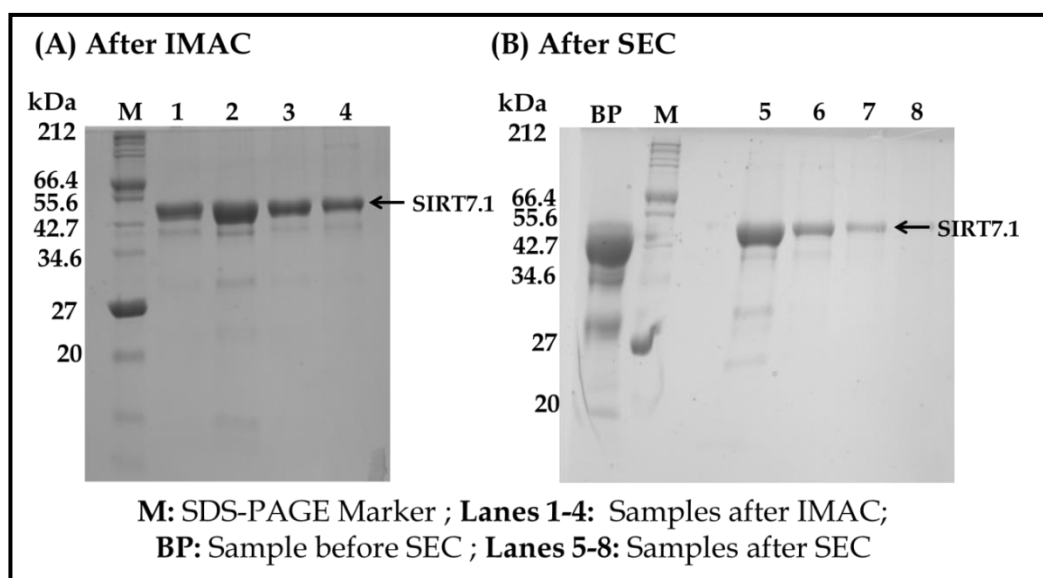 (A) After IMAC
kDa M 1 2 3 4
212
66.4
55.6
42.7
34.6
27
20
SIRT7.1
(B) After SEC
kDa BP M 5 6 7 8
212
66.4
55.6
42.7
34.6
27
20
SIRT7.1
M: SDS-PAGE Marker ; Lanes 1-4: Samples after IMAC;
BP: Sample before SEC ; Lanes 5-8: Samples after SEC